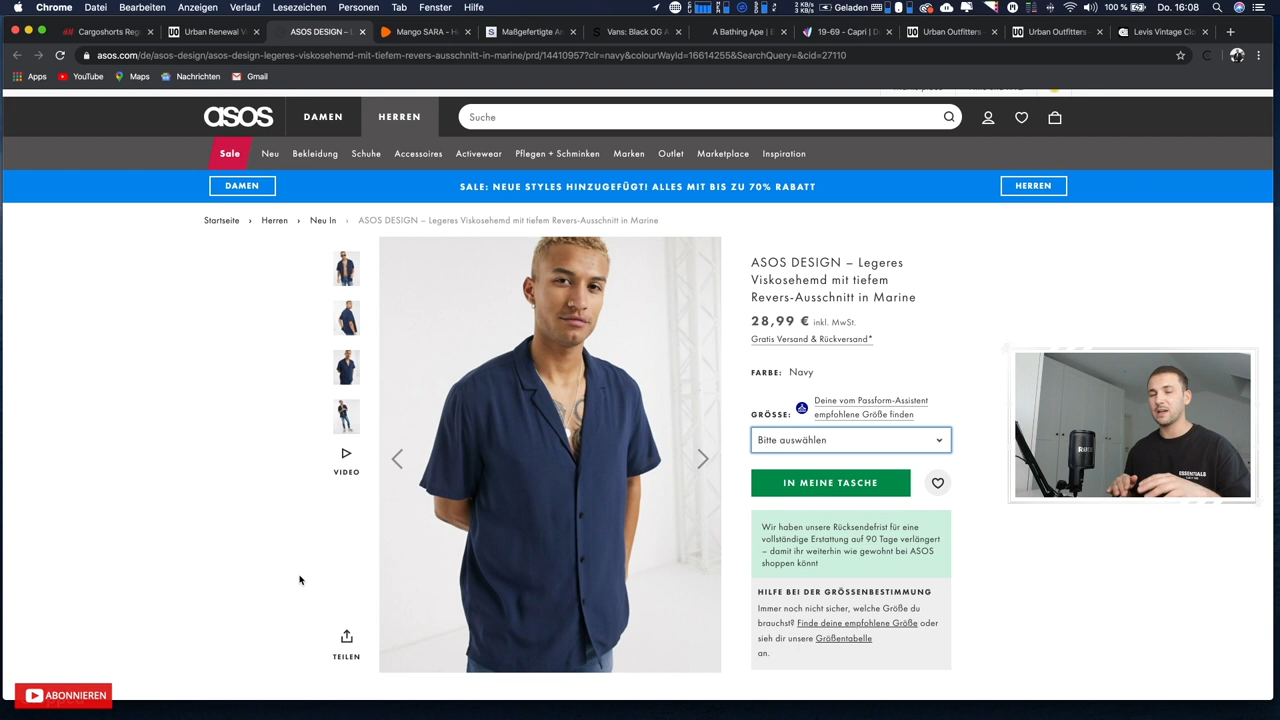 Chrome Datei Bearbeiten Anzeigen Verlauf Lesezeichen Personen Tab Fenster Hilfe
Geladen 100 %
Cargoshorts Reg
Urban Renewal V
ASOS DESIGN – L
Mango SARA - H
Maßgefertigte An
Vans: Black OG A
A Bathing Ape | B
19-69 - Capri | D
Urban Outfitters
Urban Outfitters
Levis Vintage Clo
asos.com/de/asos-design/asos-design-legeres-viskosehemd-mit-tiefem-revers-ausschnitt-in-marine/prd/14410957?clr=navy&colourWayId=16614255&SearchQuery=&cid=27110
Apps YouTube Maps Nachrichten Gmail
asos DAMEN HERREN Suche
Sale Neu Bekleidung Schuhe Accessoires Activewear Pflegen + Schminken Marken Outlet Marketplace Inspiration
DAMEN SALE: NEUE STYLES HINZUGEFÜGT! ALLES MIT BIS ZU 70% RABATT HERREN
Startseite › Herren › Neu In › ASOS DESIGN – Legeres Viskosehemd mit tiefem Revers-Ausschnitt in Marine
ASOS DESIGN – Legeres
Viskosehemd mit tiefem
Revers-Ausschnitt in Marine
28,99 € inkl. MwSt.
Gratis Versand & Rückversand*
FARBE: Navy
GRÖSSE: Deine vom Passform-Assistent
empfohlene Größe finden
Bitte auswählen
IN MEINE TASCHE
Wir haben unsere Rücksendefrist für eine
vollständige Erstattung auf 90 Tage verlängert
– damit ihr weiterhin wie gewohnt bei ASOS
shoppen könnt
HILFE BEI DER GRÖSSENBESTIMMUNG
Immer noch nicht sicher, welche Größe du
brauchst? Finde deine empfohlene Größe oder
sieh dir unsere Größentabelle
an.
VIDEO
TEILEN
ESSENTIALS
ABONNIEREN